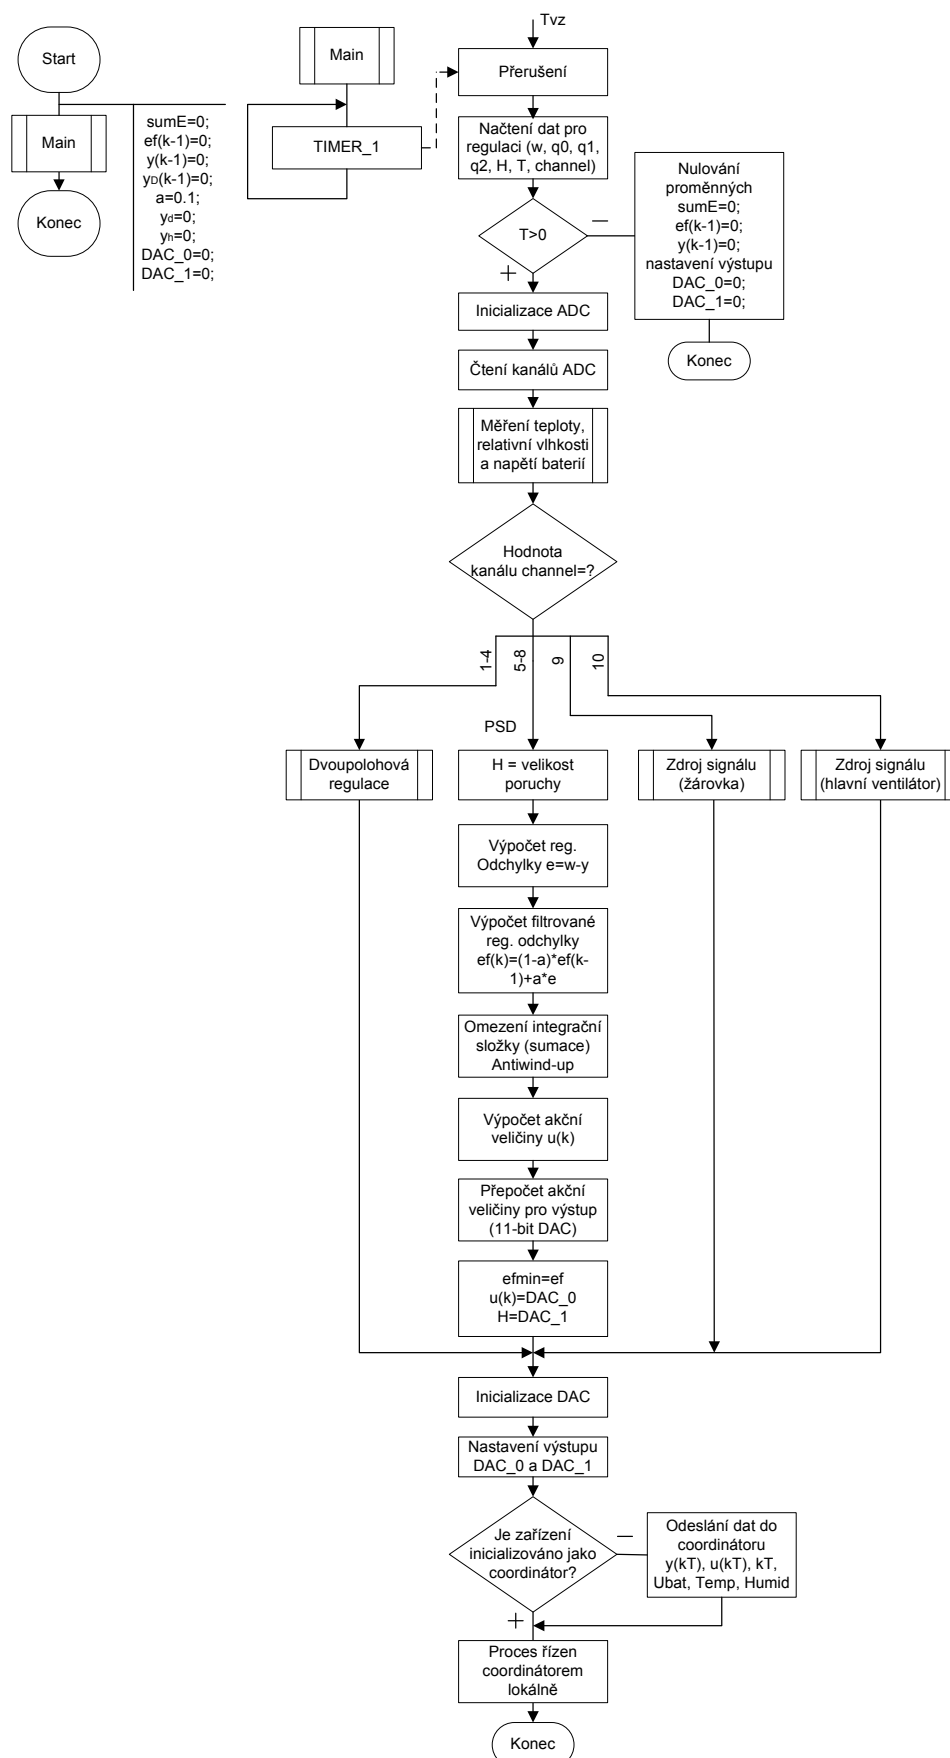 Start
Main
Konec
sumE=0;
ef(k-1)=0;
y(k-1)=0;
yD(k-1)=0;
a=0.1;
yd=0;
yh=0;
DAC_0=0;
DAC_1=0;
Main
TIMER_1
Tvz
Přerušení
Načtení dat pro
regulaci (w, q0, q1,
q2, H, T, channel)
T>0
Nulování
proměnných
sumE=0;
ef(k-1)=0;
y(k-1)=0;
nastavení výstupu
DAC_0=0;
DAC_1=0;
Konec
Inicializace ADC
Čtení kanálů ADC
Měření teploty,
relativní vlhkosti
a napětí baterií
Hodnota
kanálu channel=?
1-4
5-8
9
10
PSD
Dvoupolohová
regulace
H = velikost
poruchy
Zdroj signálu
(žárovka)
Zdroj signálu
(hlavní ventilátor)
Výpočet reg.
Odchylky e=w-y
Výpočet filtrované
reg. odchylky
ef(k)=(1-a)*ef(k-
1)+a*e
Omezení integrační
složky (sumace)
Antiwind-up
Výpočet akční
veličiny u(k)
Přepočet akční
veličiny pro výstup
(11-bit DAC)
efmin=ef
u(k)=DAC_0
H=DAC_1
Inicializace DAC
Nastavení výstupu
DAC_0 a DAC_1
Je zařízení
inicializováno jako
coordinátor?
Odeslání dat do
coordinátoru
y(kT), u(kT), kT,
Ubat, Temp, Humid
Proces řízen
coordinátorem
lokálně
Konec